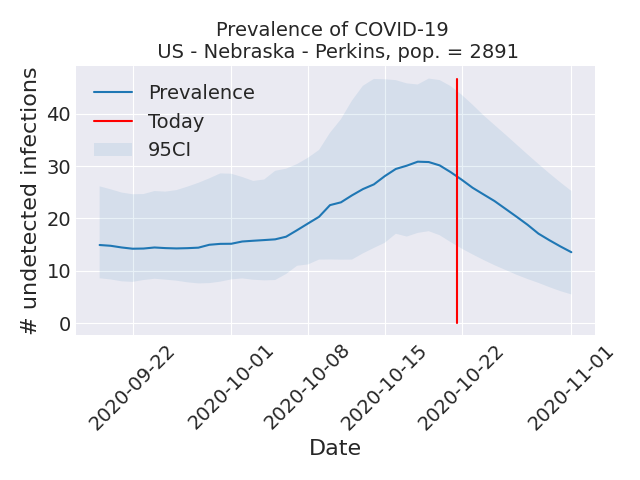 Prevalence of COVID-19
US - Nebraska - Perkins, pop. = 2891
# undetected infections
40
30
20
10
0
Prevalence
Today
95CI
2020-09-22
2020-10-01
2020-10-08
2020-10-15
2020-10-22
2020-11-01
Date